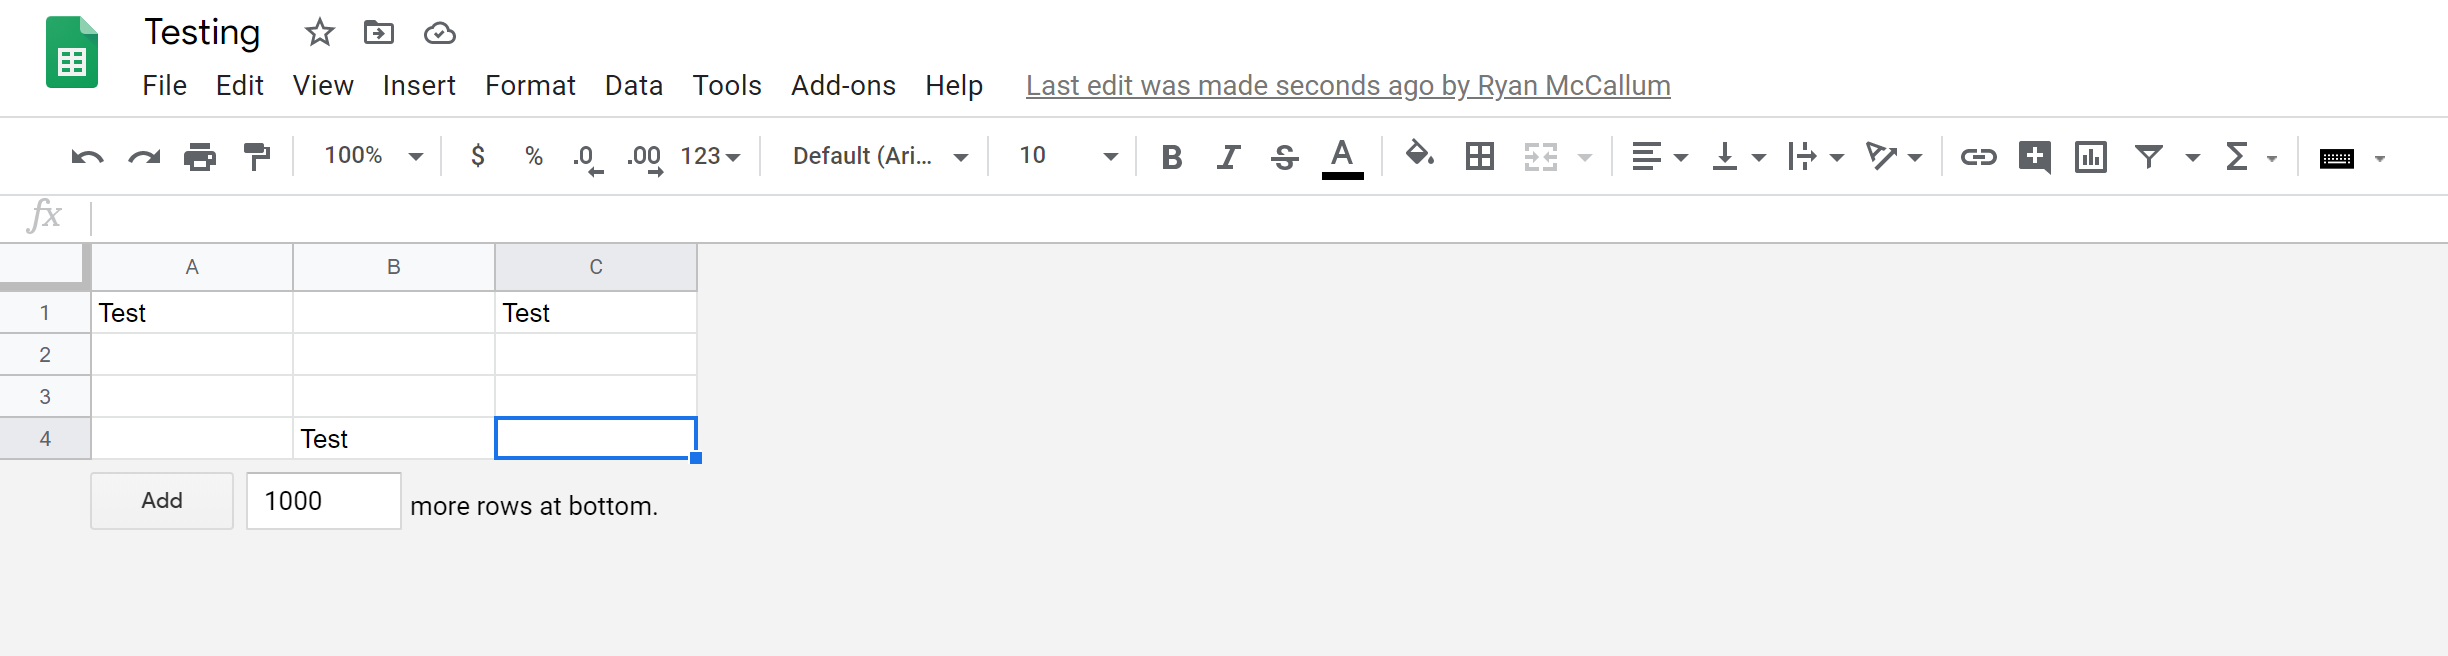 Testing
File Edit View Insert Format Data Tools Add-ons Help Last edit was made seconds ago by Ryan McCallum
100% $ % .0 .00 123 Default (Ari... 10 B I S A
fx
A B C
1 Test Test
2
3
4 Test
Add 1000 more rows at bottom.